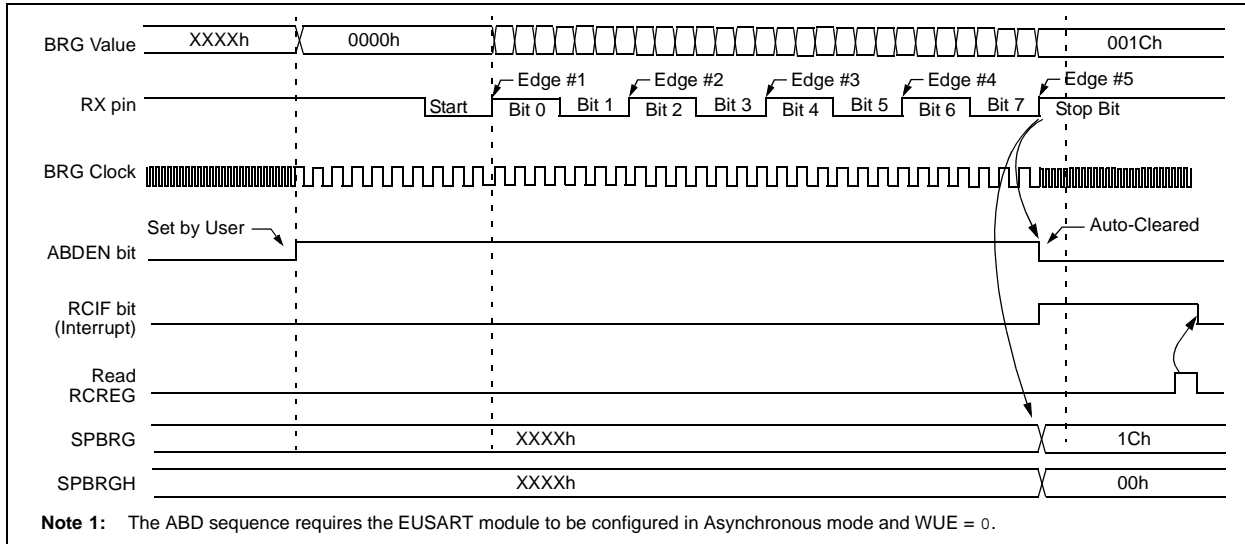 BRG Value XXXXh 0000h 001Ch
Edge #1 Edge #2 Edge #3 Edge #4 Edge #5
RX pin Start Bit 0 Bit 1 Bit 2 Bit 3 Bit 4 Bit 5 Bit 6 Bit 7 Stop Bit
BRG Clock
Set by User Auto-Cleared
ABDEN bit
RCIF bit
(Interrupt)
Read
RCREG
SPBRG XXXXh 1Ch
SPBRGH XXXXh 00h
Note 1: The ABD sequence requires the EUSART module to be configured in Asynchronous mode and WUE = 0.